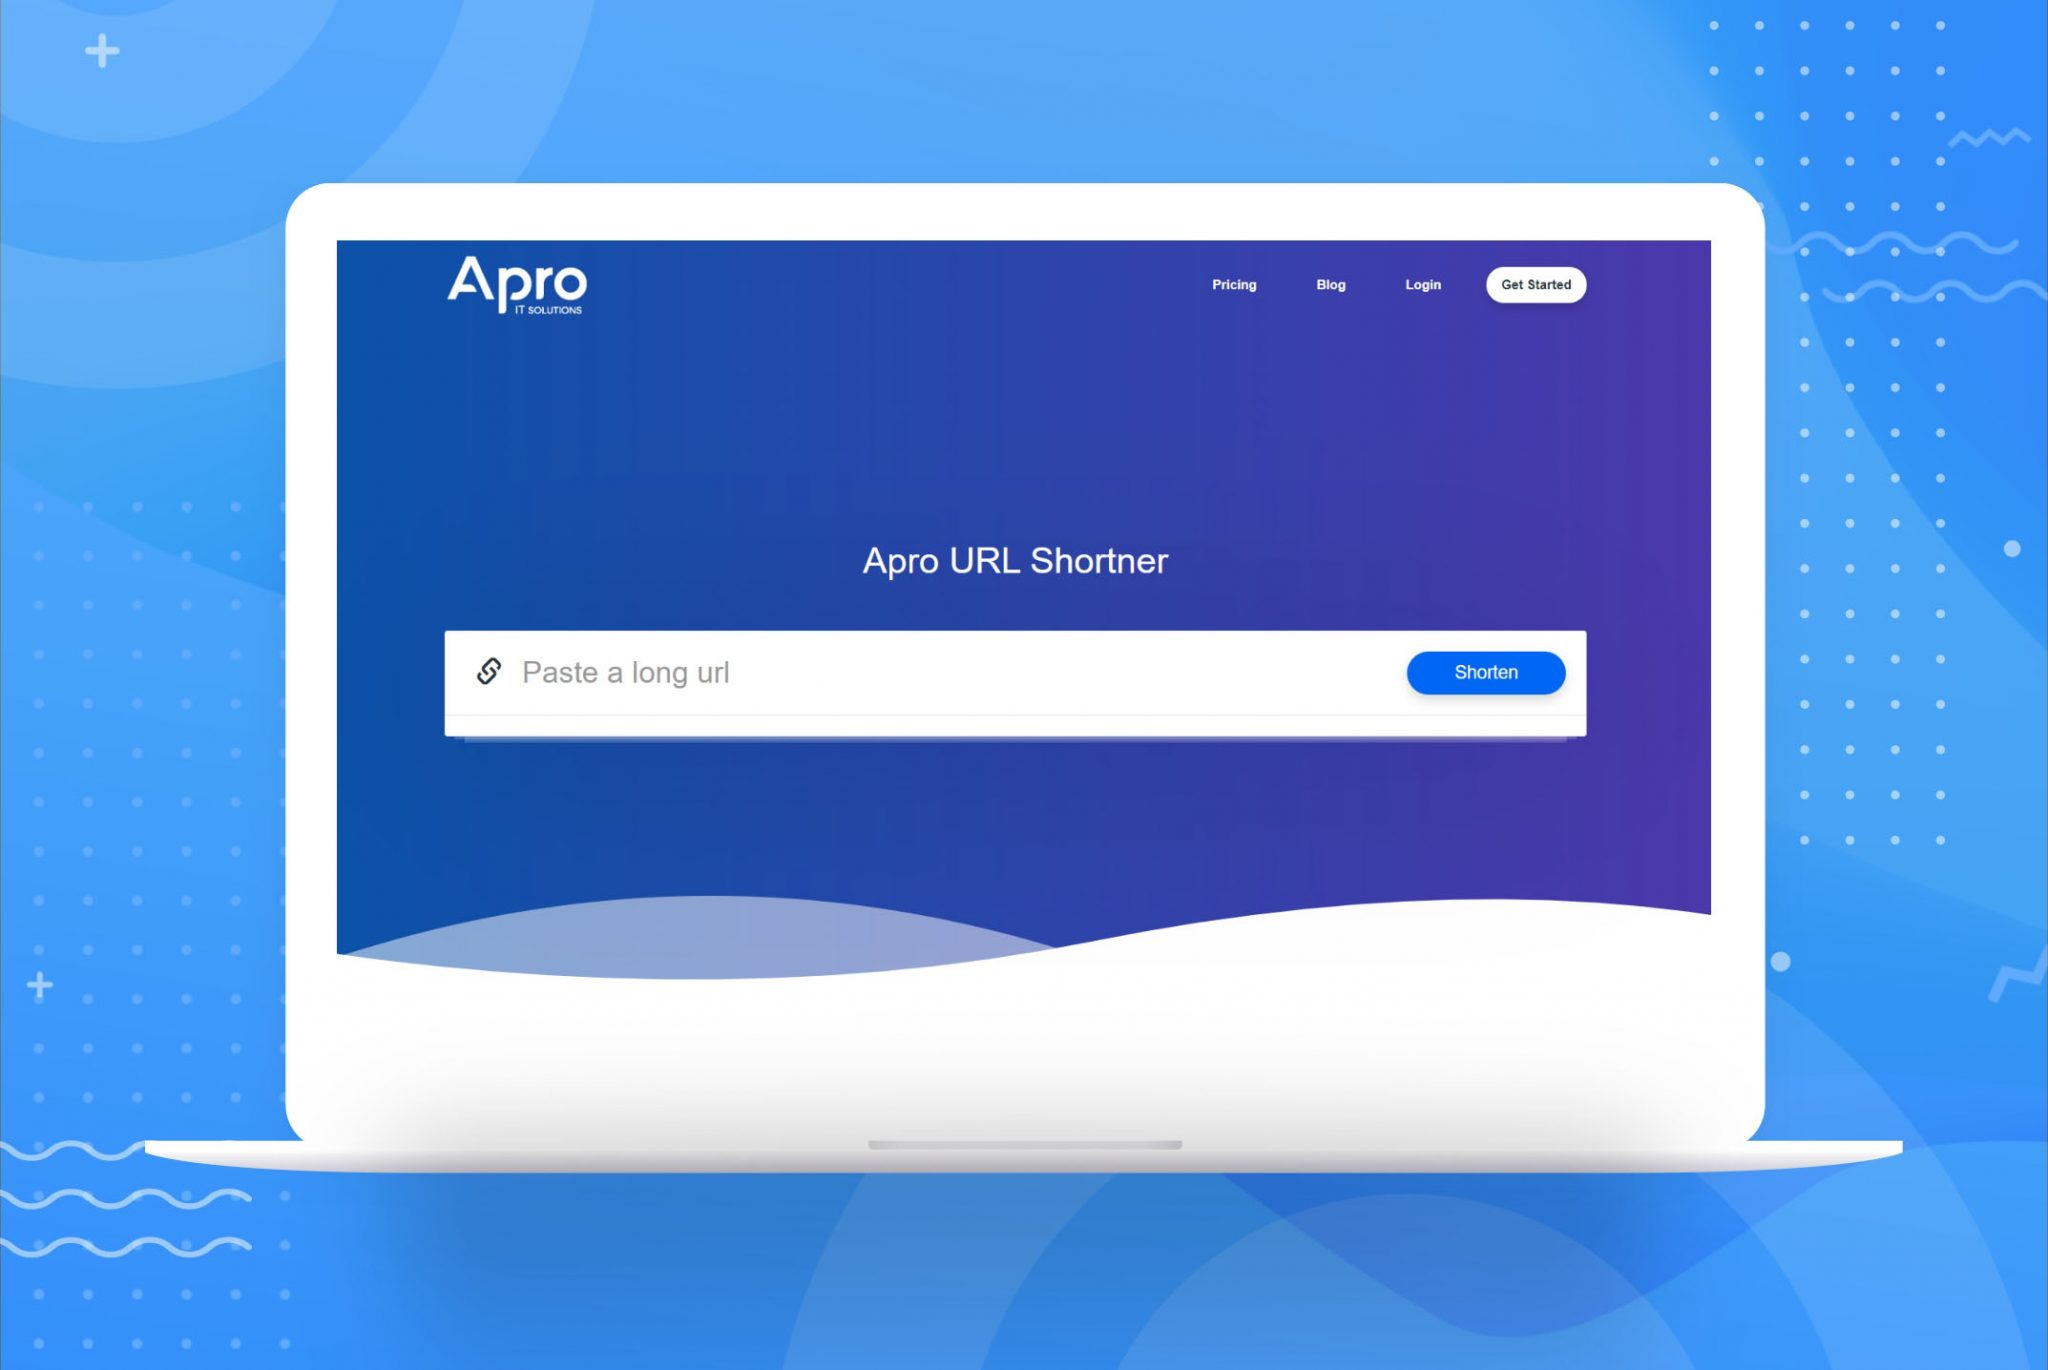 Apro
IT SOLUTIONS
Pricing
Blog
Login
Get Started
Apro URL Shortner
Paste a long url
Shorten